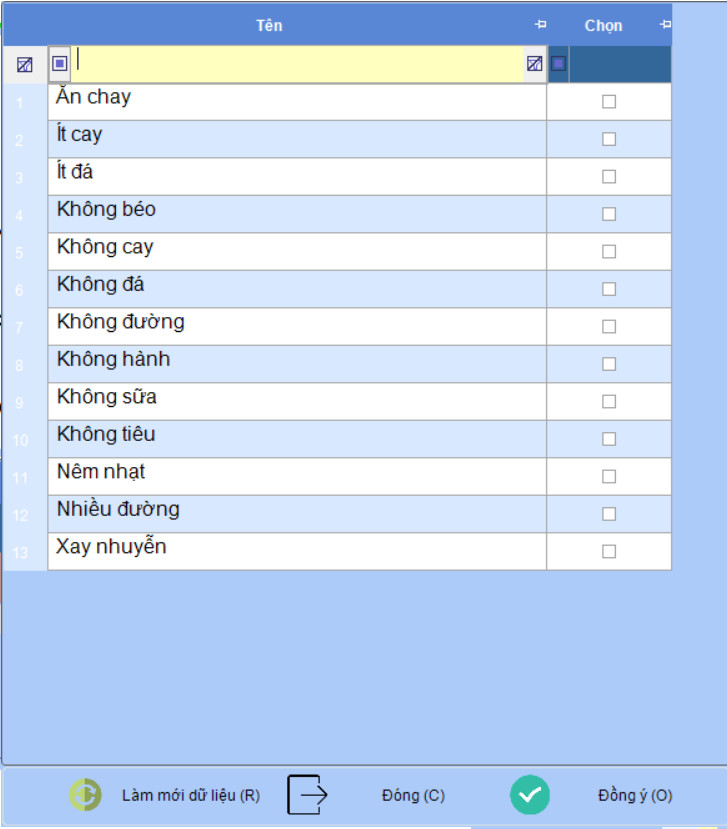 Tên Chọn
1 Ăn chay
2 Ít cay
3 Ít đá
4 Không béo
5 Không cay
6 Không đá
7 Không đường
8 Không hành
9 Không sữa
10 Không tiêu
11 Nêm nhạt
12 Nhiều đường
13 Xay nhuyễn
Làm mới dữ liệu (R) Đóng (C) Đồng ý (O)